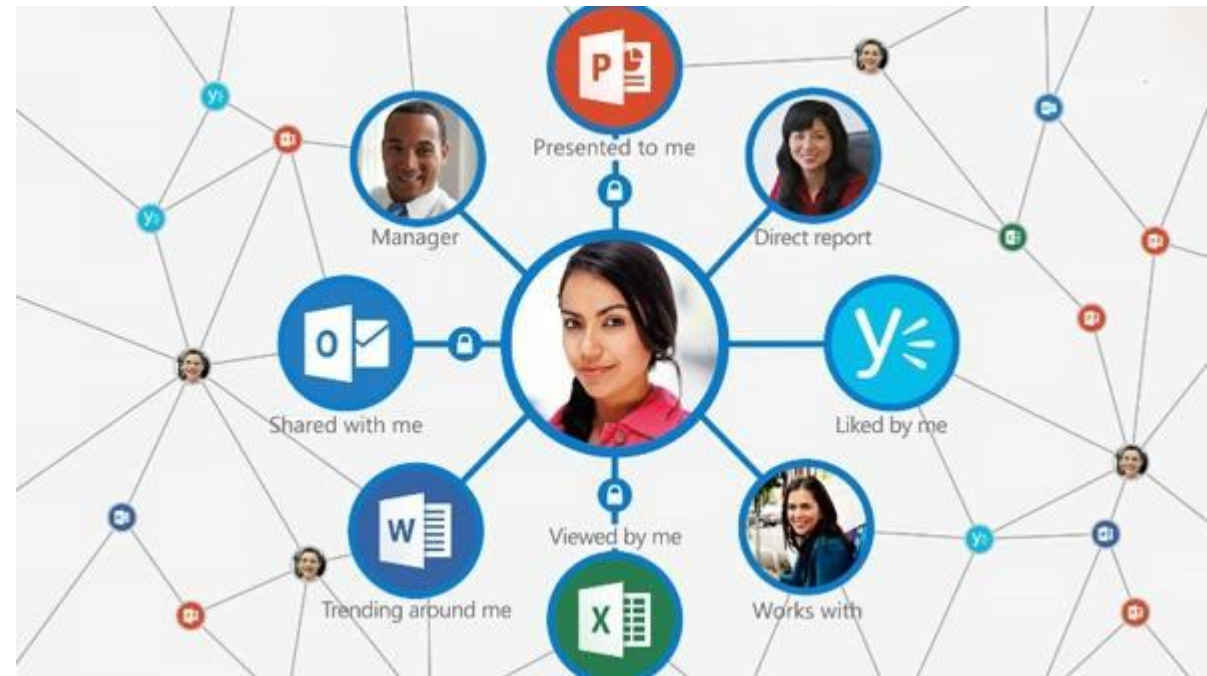 P
Presented to me
Manager
Direct report
O
Shared with me
y
Liked by me
W
Trending around me
Viewed by me
X
Works with